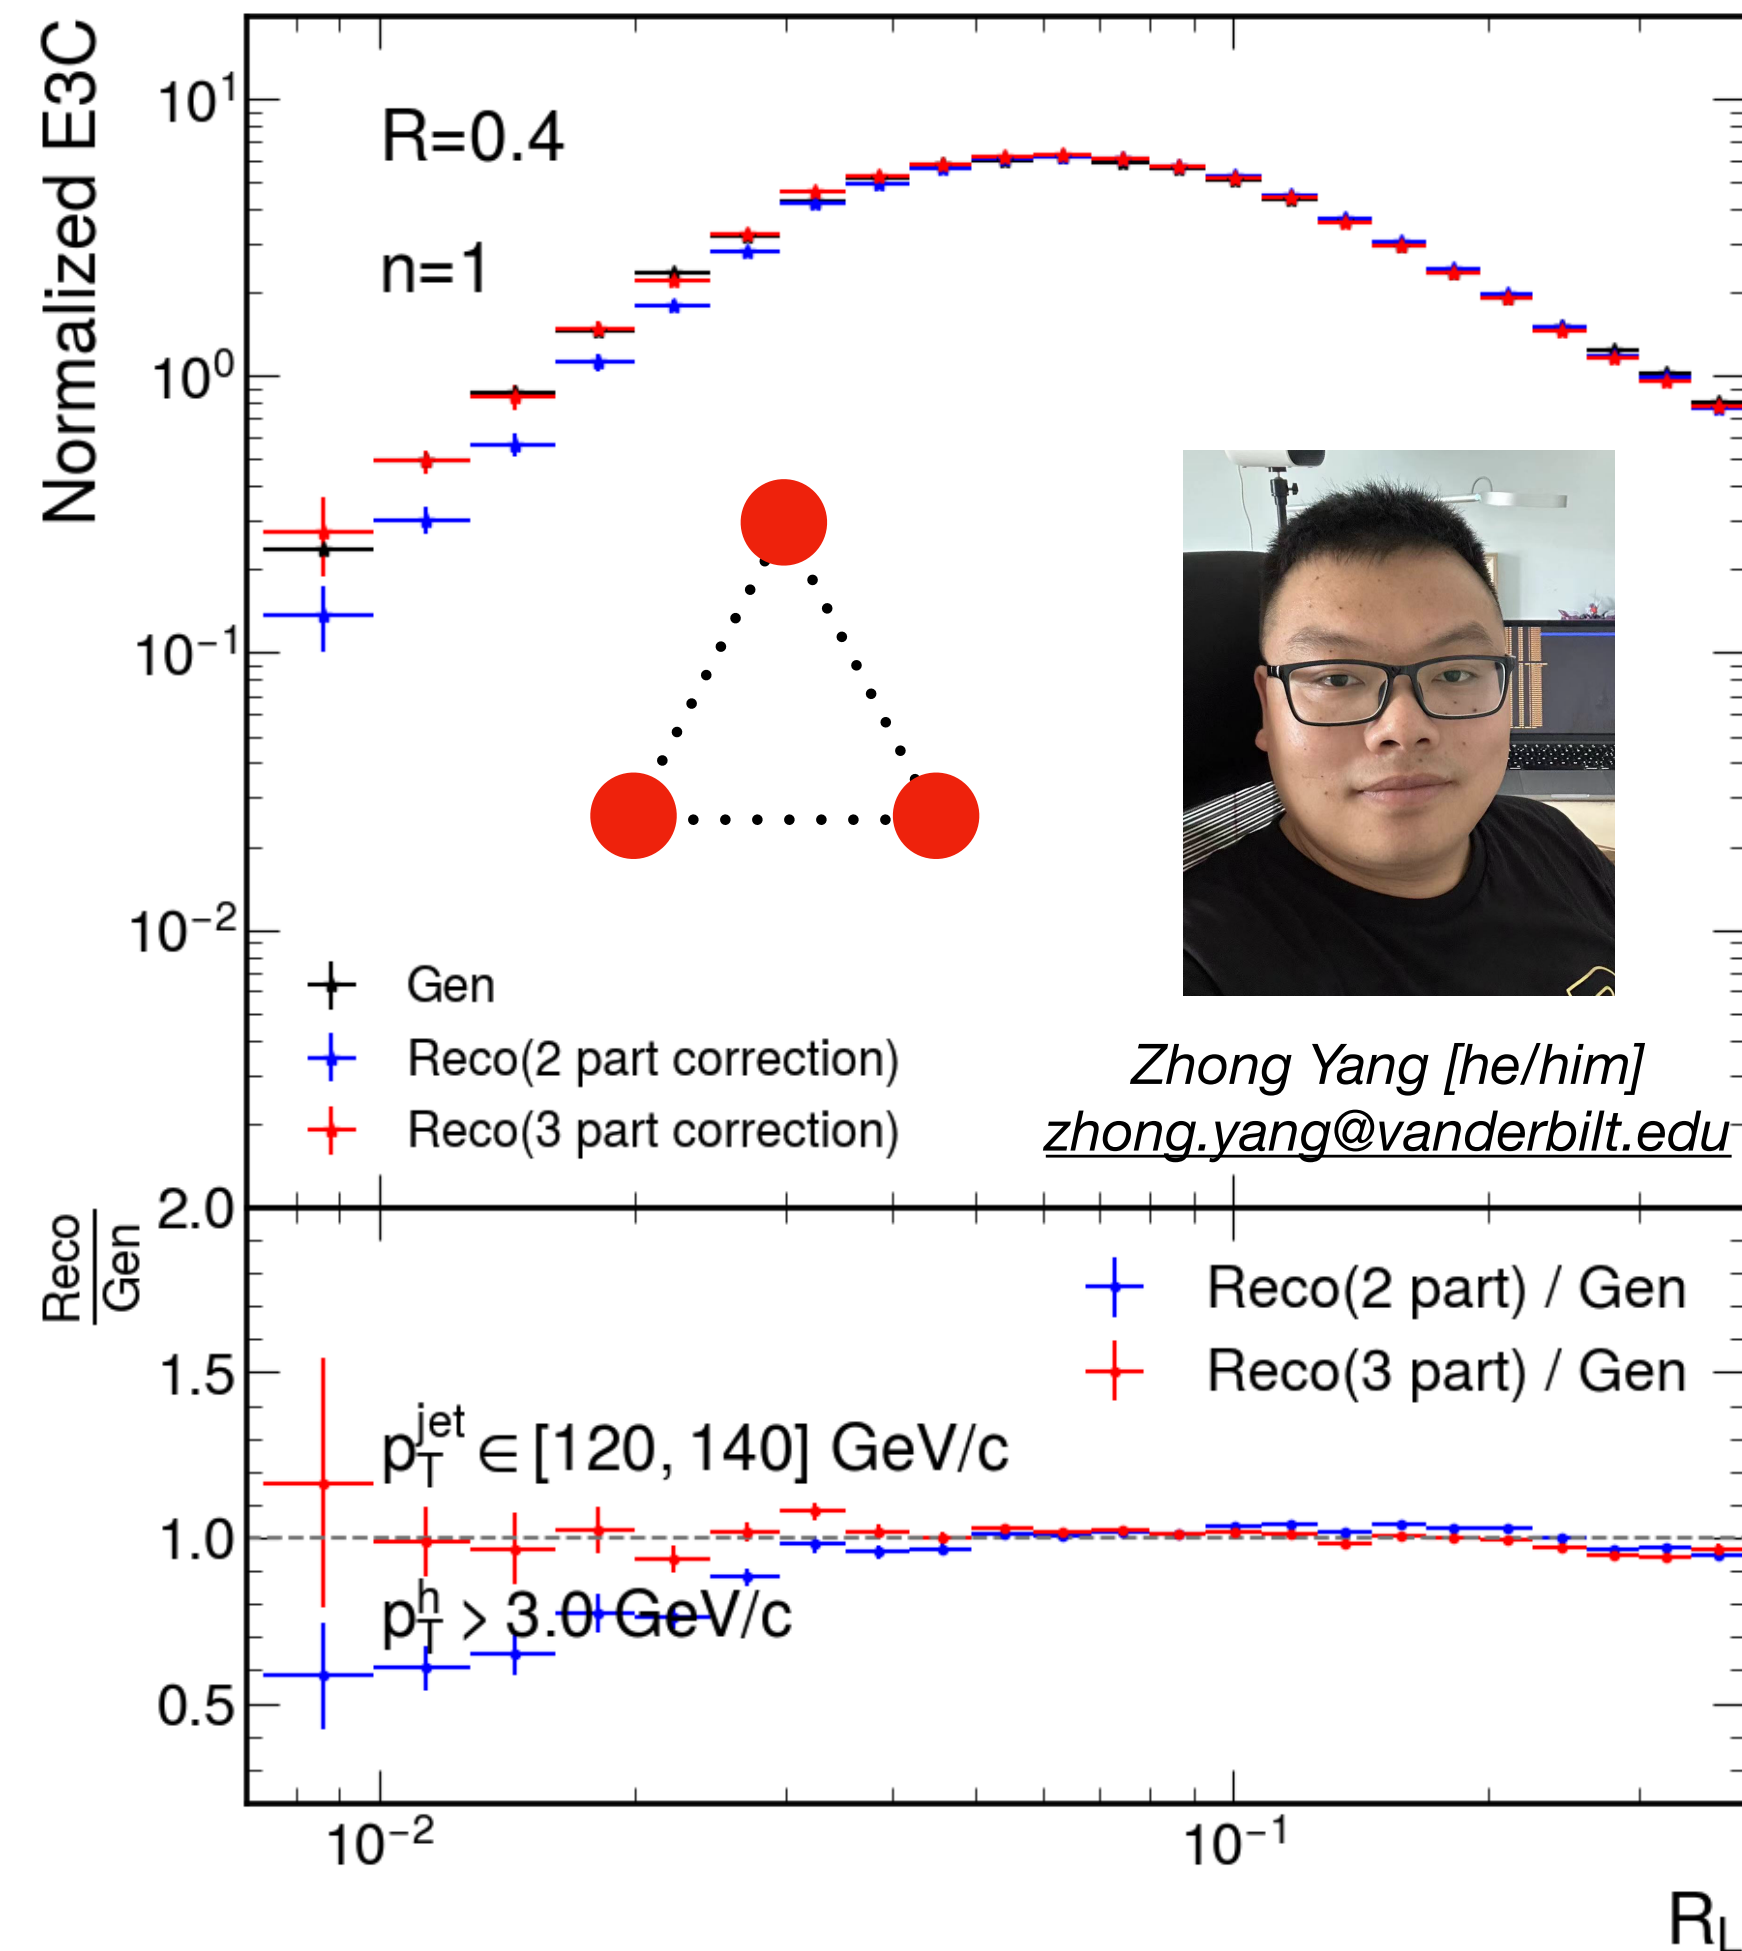 Normalized E3C
10¹
R=0.4
n=1
10⁰
10⁻¹
10⁻²
Gen
Reco(2 part correction)
Reco(3 part correction)
Zhong Yang [he/him]
zhong.yang@vanderbilt.edu
Reco
Gen
2.0
Reco(2 part) / Gen
Reco(3 part) / Gen
1.5
p_T^jet ∈ [120, 140] GeV/c
1.0
p_T^h > 3.0 GeV/c
0.5
10⁻²
10⁻¹
R_L